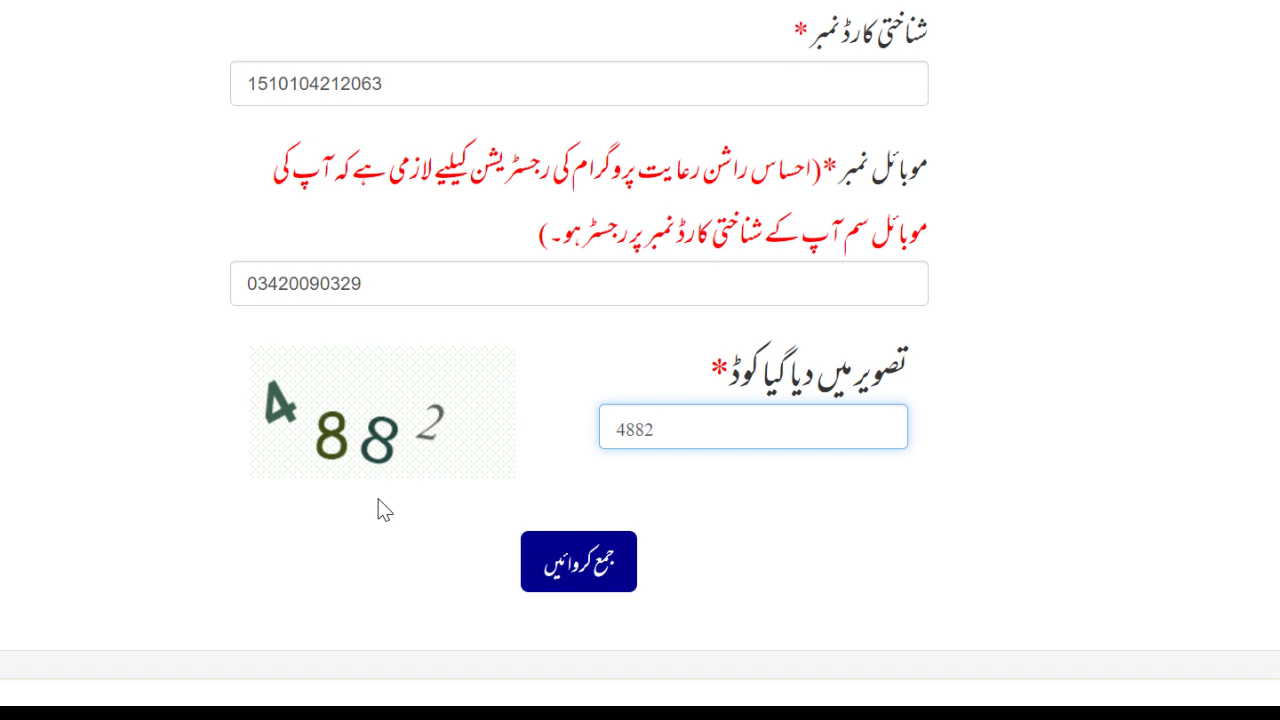 شناختی کارڈ نمبر *
1510104212063
موبائل نمبر *(احساس راشن رعایت پروگرام کی رجسٹریشن کیلیے لازمی ہے کہ آپ کی
موبائل سم آپ کے شناختی کارڈ نمبر پر رجسٹر ہو۔)
03420090329
تصویر میں دیا گیا کوڈ*
4882
4882
جمع کروائیں